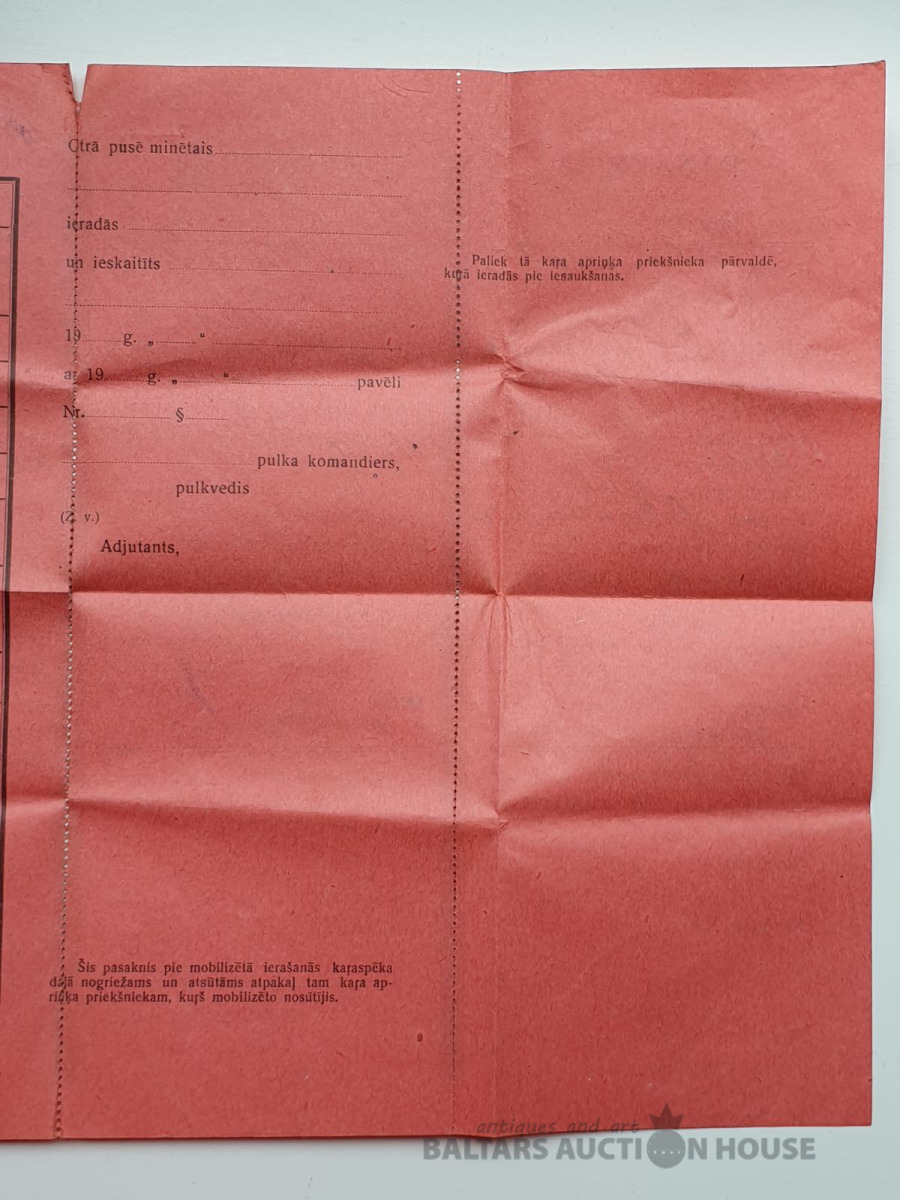 Otrā pusē minētais
ieradās
un ieskaitīts
19 g. „ “
ar 19 g. „ “ pavēli
Nr. §
pulka komandiers,
pulkvedis
(Z. v.)
Adjutants,
Šis pasaknis pie mobilizētā ierašanās kaŗaspēka
daļā nogriežams un atsūtāms atpakaļ tam kaŗa ap-
riņķa priekšniekam, kuŗš mobilizēto nosūtījis.
Paliek tā kaŗa apriņķa priekšnieka pārvaldē,
kuŗā ieradās pie iesaukšanas.
antiques and art
BALTARS AUCTION HOUSE